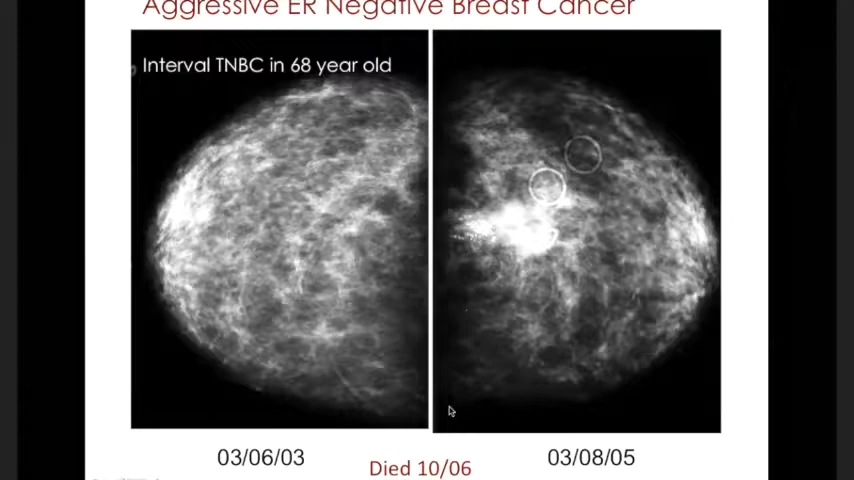 Aggressive ER Negative Breast Cancer
Interval TNBC in 68 year old
03/06/03
Died 10/06
03/08/05